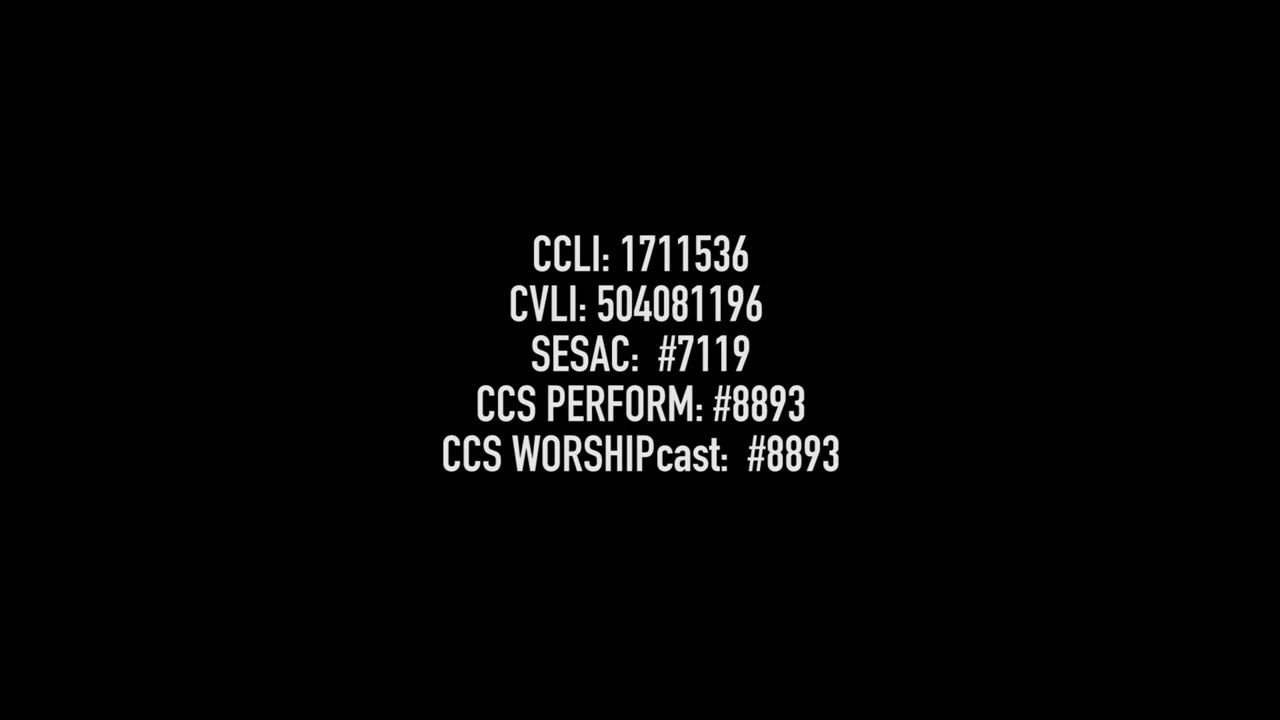 CCLI: 1711536
CVLI: 504081196
SESAC:  #7119
CCS PERFORM: #8893
CCS WORSHIPcast:  #8893